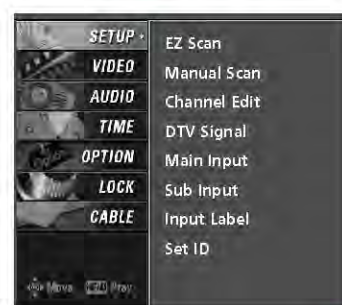 SETUP
VIDEO
AUDIO
TIME
OPTION
LOCK
CABLE
Move Prev.
EZ Scan
Manual Scan
Channel Edit
DTV Signal
Main Input
Sub Input
Input Label
Set ID